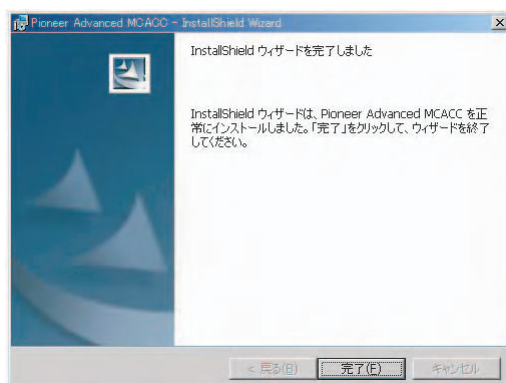 Pioneer Advanced MCACC - InstallShield Wizard
InstallShield ウィザードを完了しました
InstallShield ウィザードは、Pioneer Advanced MCACC を正
常にインストールしました。「完了」をクリックして、ウィザードを終了
してください。
< 戻る(B)
完了(F)
キャンセル